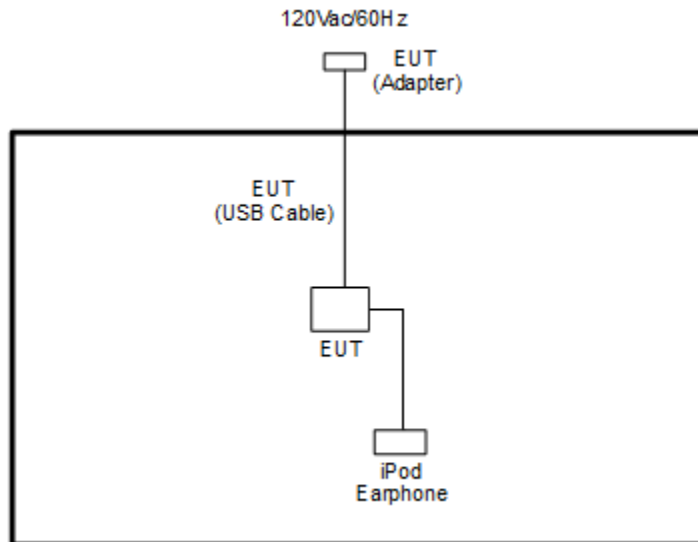 120Vac/60Hz
EUT
(Adapter)
EUT
(USB Cable)
EUT
iPod
Earphone